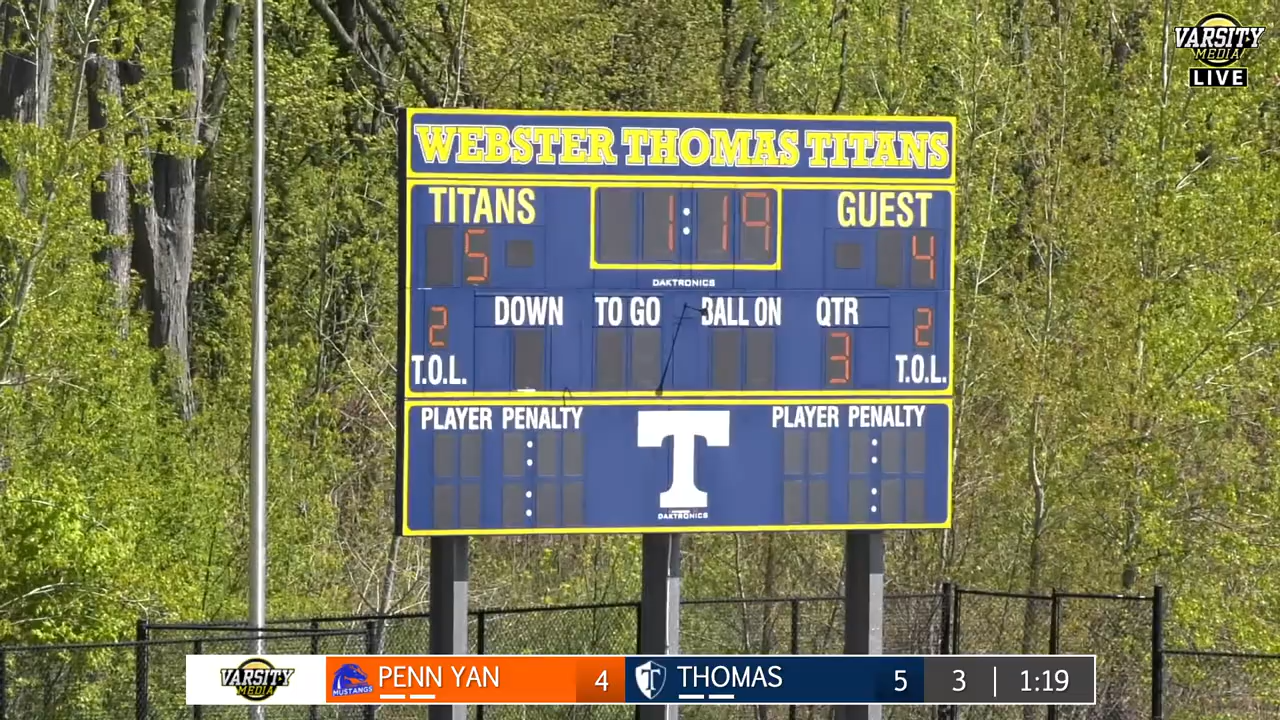 VARSITY
MEDIA
LIVE
WEBSTER THOMAS TITANS
TITANS 1:19 GUEST
5 4
DAKTRONICS
DOWN TO GO BALL ON QTR
2 3 2
T.O.L. T.O.L.
PLAYER PENALTY PLAYER PENALTY
T
DAKTRONICS
VARSITY
MEDIA
MUSTANGS
PENN YAN 4 T THOMAS 5 3 | 1:19